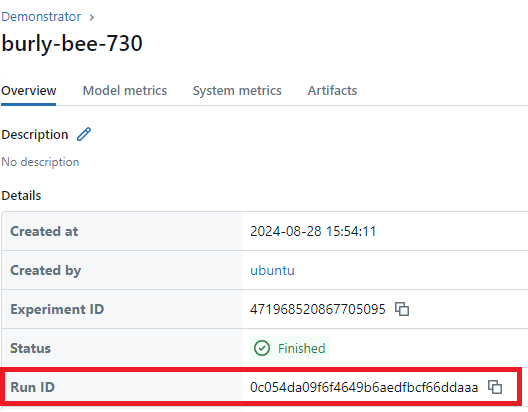 Demonstrator >
burly-bee-730
Overview Model metrics System metrics Artifacts
Description
No description
Details
Created at 2024-08-28 15:54:11
Created by ubuntu
Experiment ID 471968520867705095
Status Finished
Run ID 0c054da09f6f4649b6aedfbcf66ddaaa